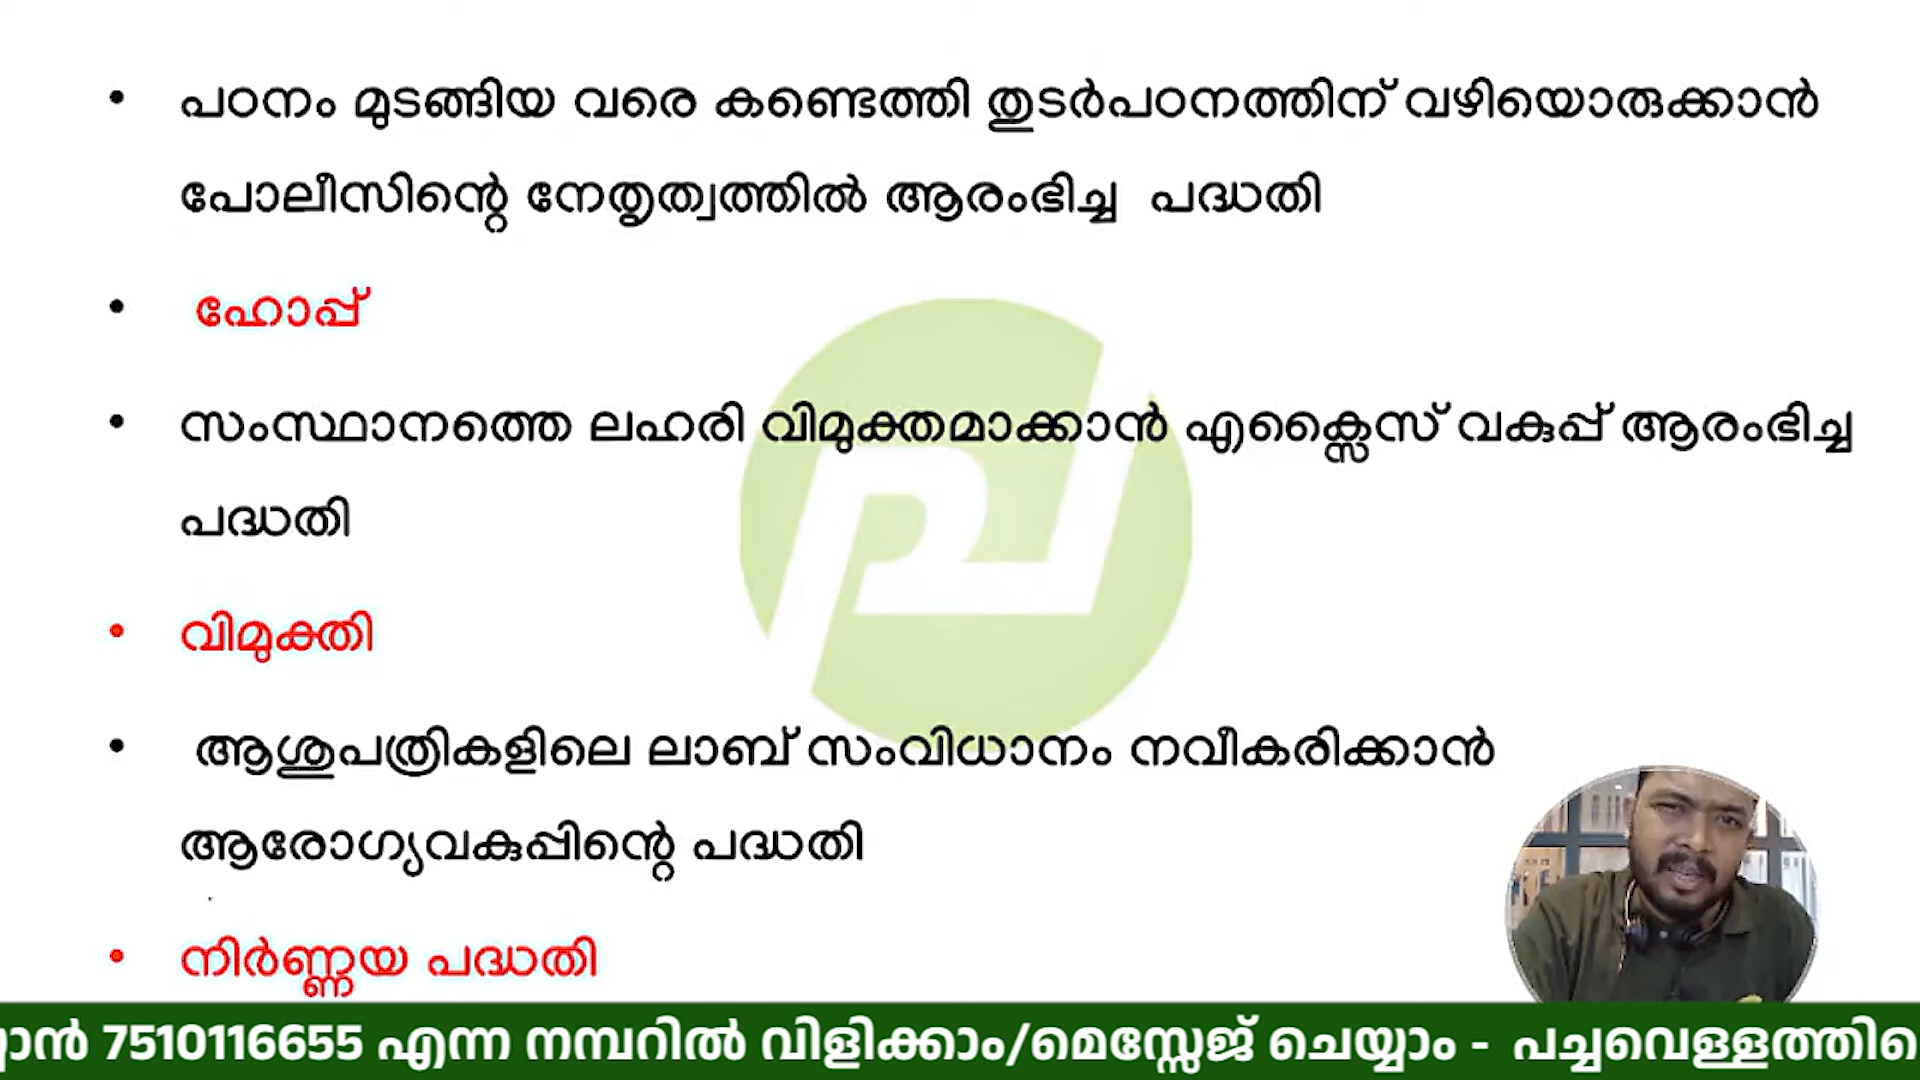 • പഠനം മുടങ്ങിയ വരെ കണ്ടെത്തി തുടർപഠനത്തിന് വഴിയൊരുക്കാൻ
പോലീസിന്റെ നേതൃത്വത്തിൽ ആരംഭിച്ച പദ്ധതി
• ഹോപ്പ്
• സംസ്ഥാനത്തെ ലഹരി വിമുക്തമാക്കാൻ എക്സൈസ് വകുപ്പ് ആരംഭിച്ച
പദ്ധതി
• വിമുക്തി
• ആശുപത്രികളിലെ ലാബ് സംവിധാനം നവീകരിക്കാൻ
ആരോഗ്യവകുപ്പിന്റെ പദ്ധതി
• നിർണ്ണയ പദ്ധതി
7510116655 എന്ന നമ്പറിൽ വിളിക്കാം/മെസ്സേജ് ചെയ്യാം -